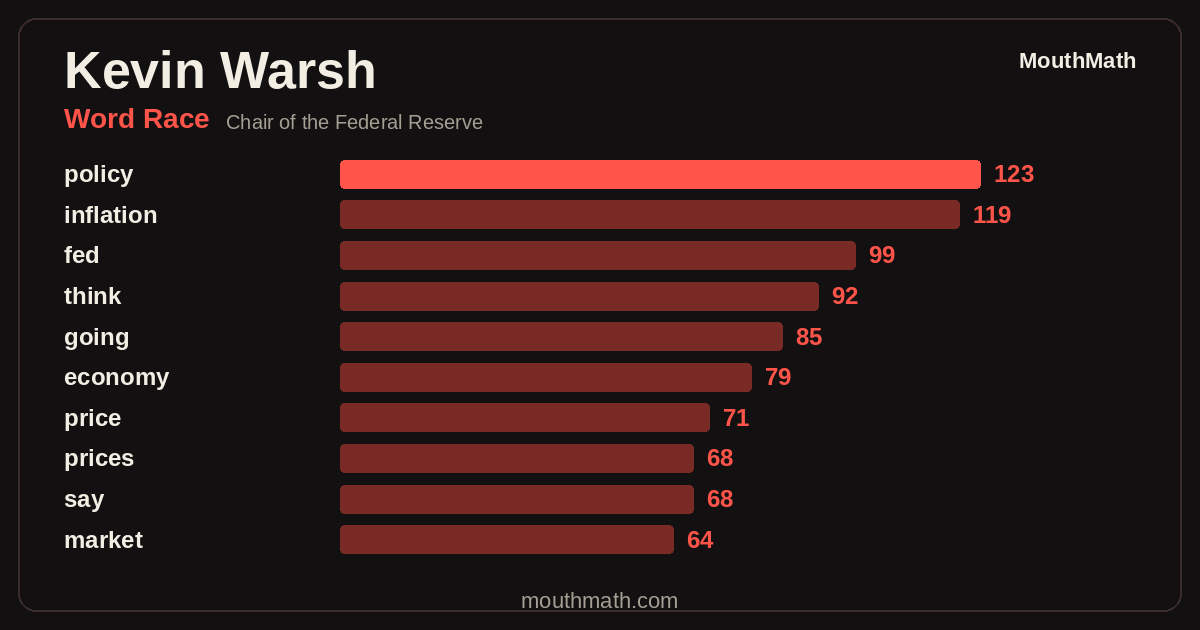 Kevin Warsh
MouthMath
Word Race Chair of the Federal Reserve
policy 123
inflation 119
fed 99
think 92
going 85
economy 79
price 71
prices 68
say 68
market 64
mouthmath.com